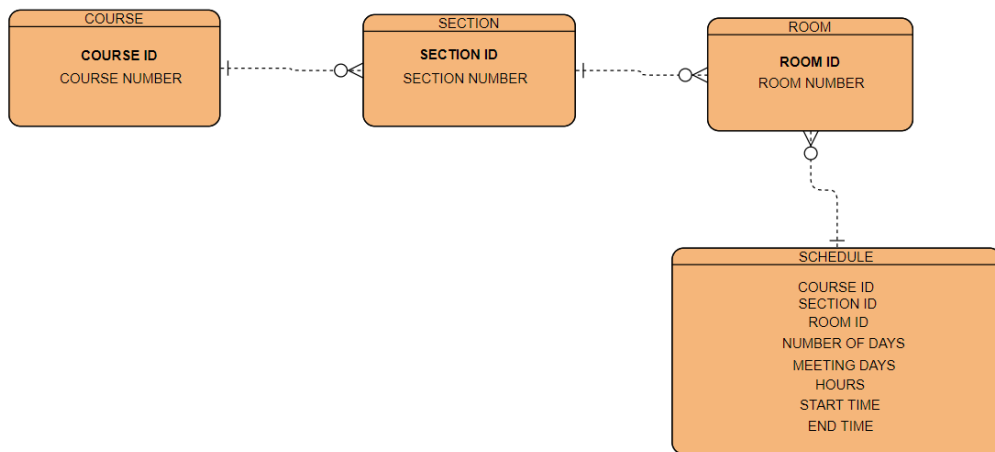 COURSE
COURSE ID
COURSE NUMBER
SECTION
SECTION ID
SECTION NUMBER
ROOM
ROOM ID
ROOM NUMBER
SCHEDULE
COURSE ID
SECTION ID
ROOM ID
NUMBER OF DAYS
MEETING DAYS
HOURS
START TIME
END TIME